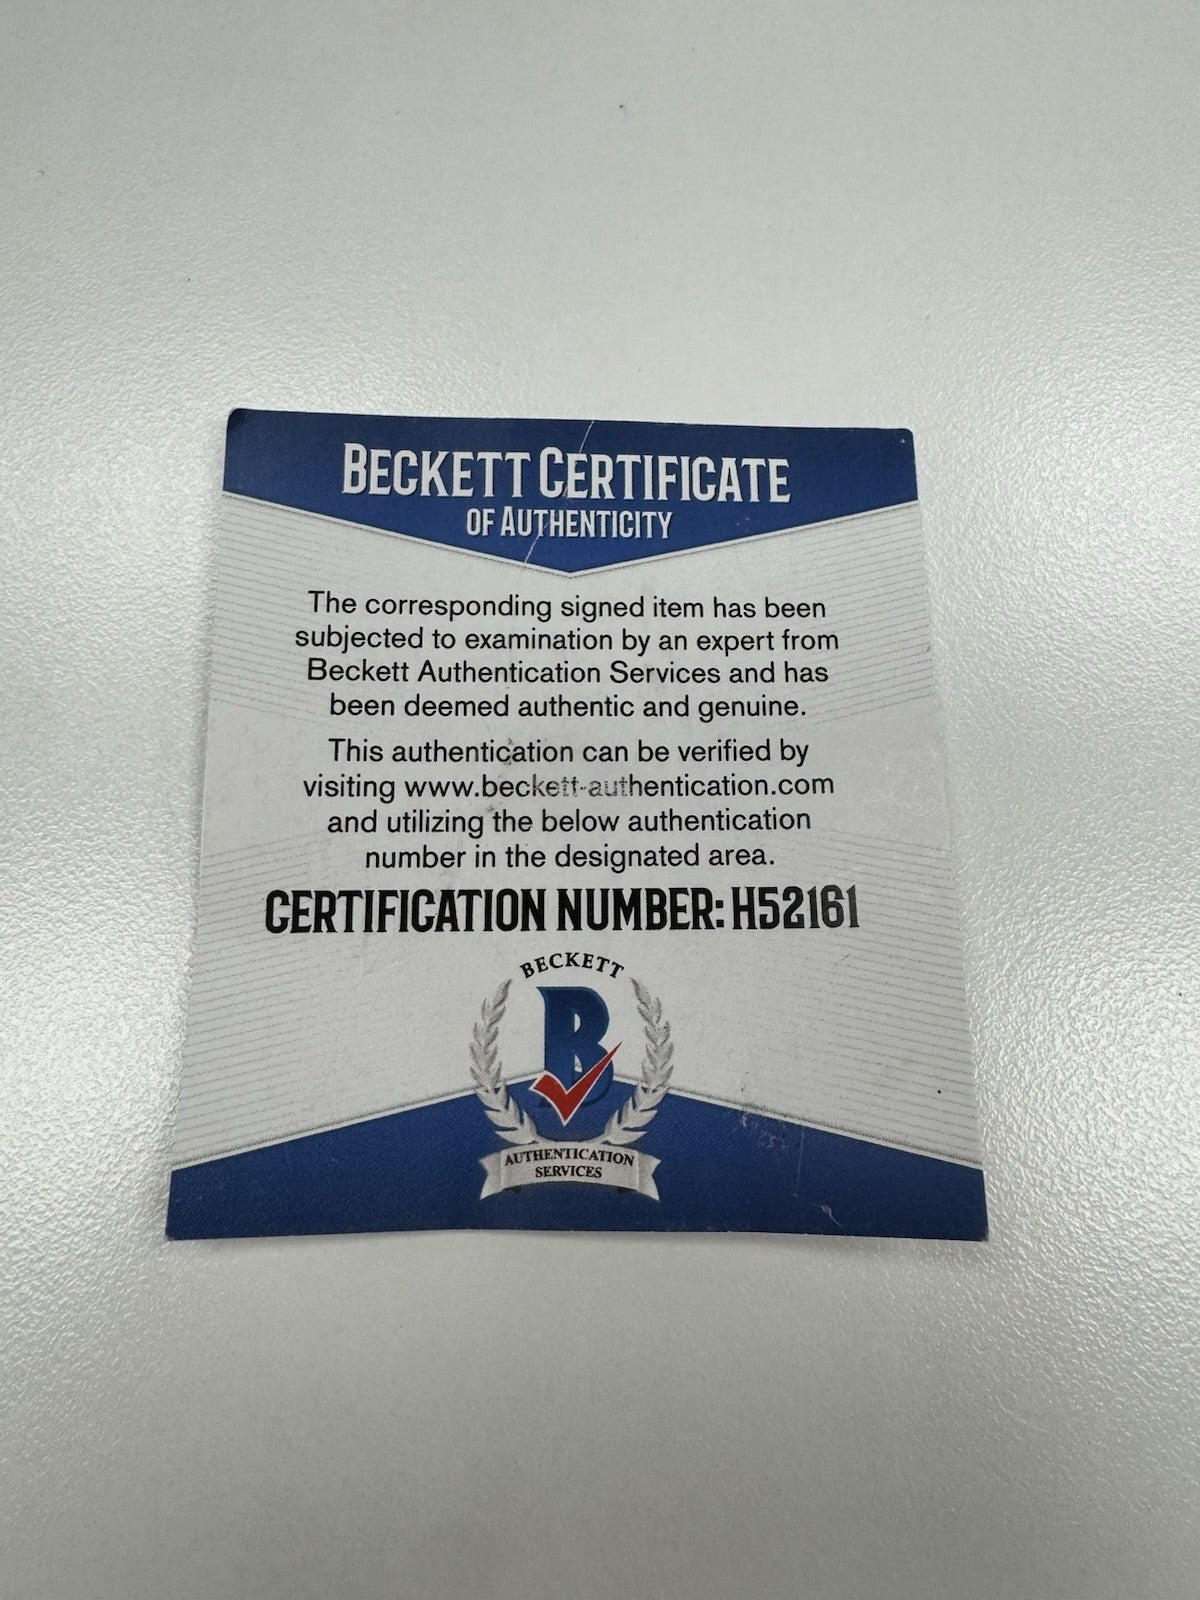 BECKETT CERTIFICATE
OF AUTHENTICITY
The corresponding signed item has been
subjected to examination by an expert from
Beckett Authentication Services and has
been deemed authentic and genuine.
This authentication can be verified by
visiting www.beckett-authentication.com
and utilizing the below authentication
number in the designated area.
CERTIFICATION NUMBER: H52161
BECKETT
B
AUTHENTICATION
SERVICES